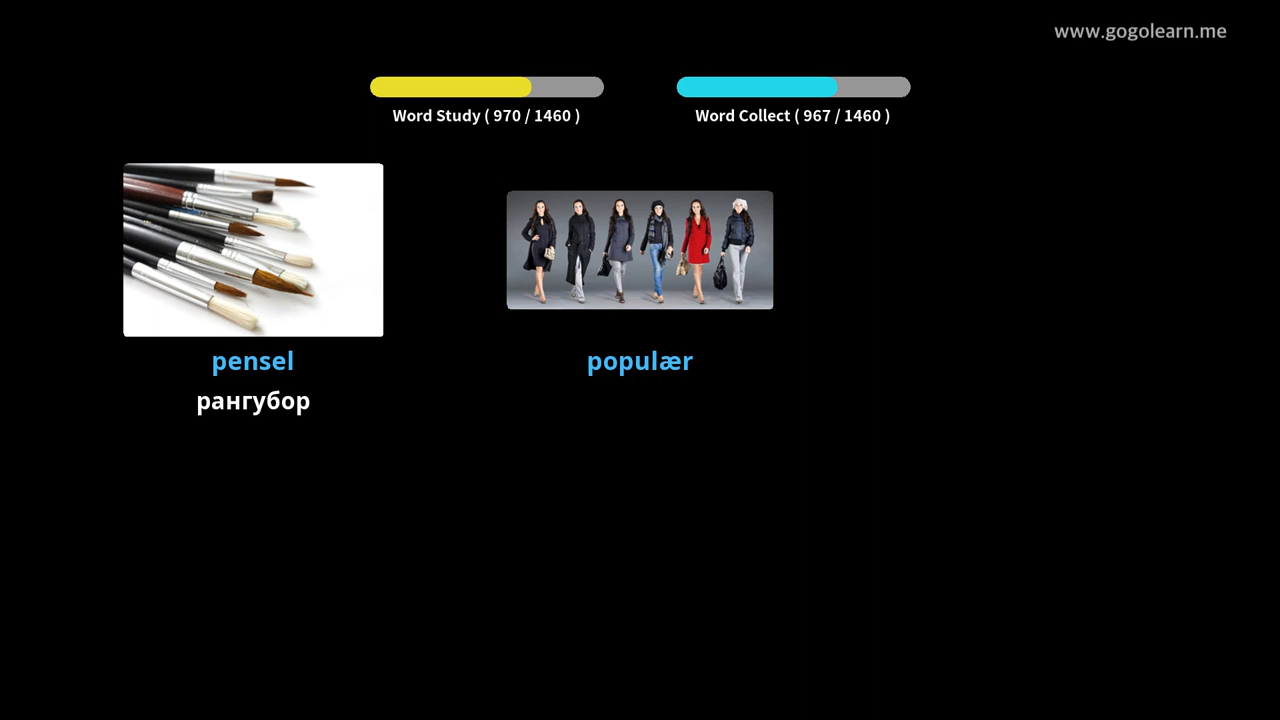 www.gogolearn.me
Word Study ( 970 / 1460 )
Word Collect ( 967 / 1460 )
pensel
рангубор
populær